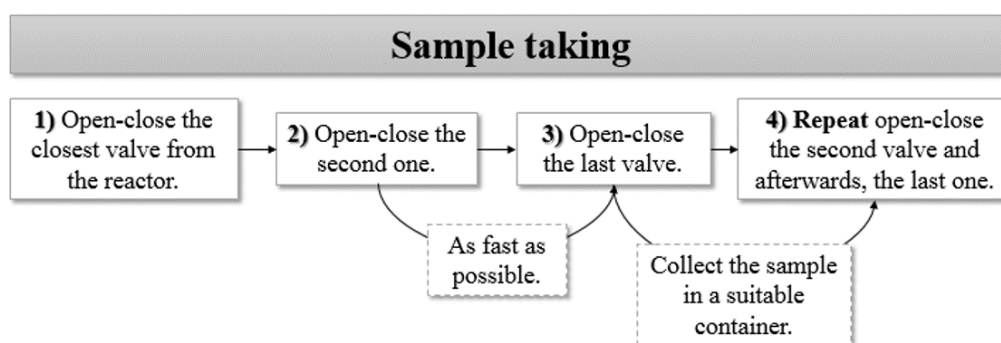 Sample taking
1) Open-close the
closest valve from
the reactor.
2) Open-close the
second one.
3) Open-close
the last valve.
4) Repeat open-close
the second valve and
afterwards, the last one.
As fast as
possible.
Collect the sample
in a suitable
container.